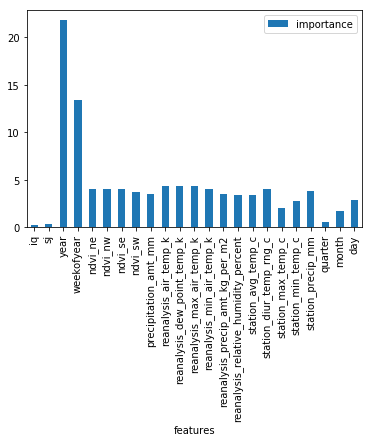 importance
20
15
10
5
0
iq
sj
year
weekofyear
ndvi_ne
ndvi_nw
ndvi_se
ndvi_sw
precipitation_amt_mm
reanalysis_air_temp_k
reanalysis_dew_point_temp_k
reanalysis_max_air_temp_k
reanalysis_min_air_temp_k
reanalysis_precip_amt_kg_per_m2
reanalysis_relative_humidity_percent
station_avg_temp_c
station_diur_temp_rng_c
station_max_temp_c
station_min_temp_c
station_precip_mm
quarter
month
day
features